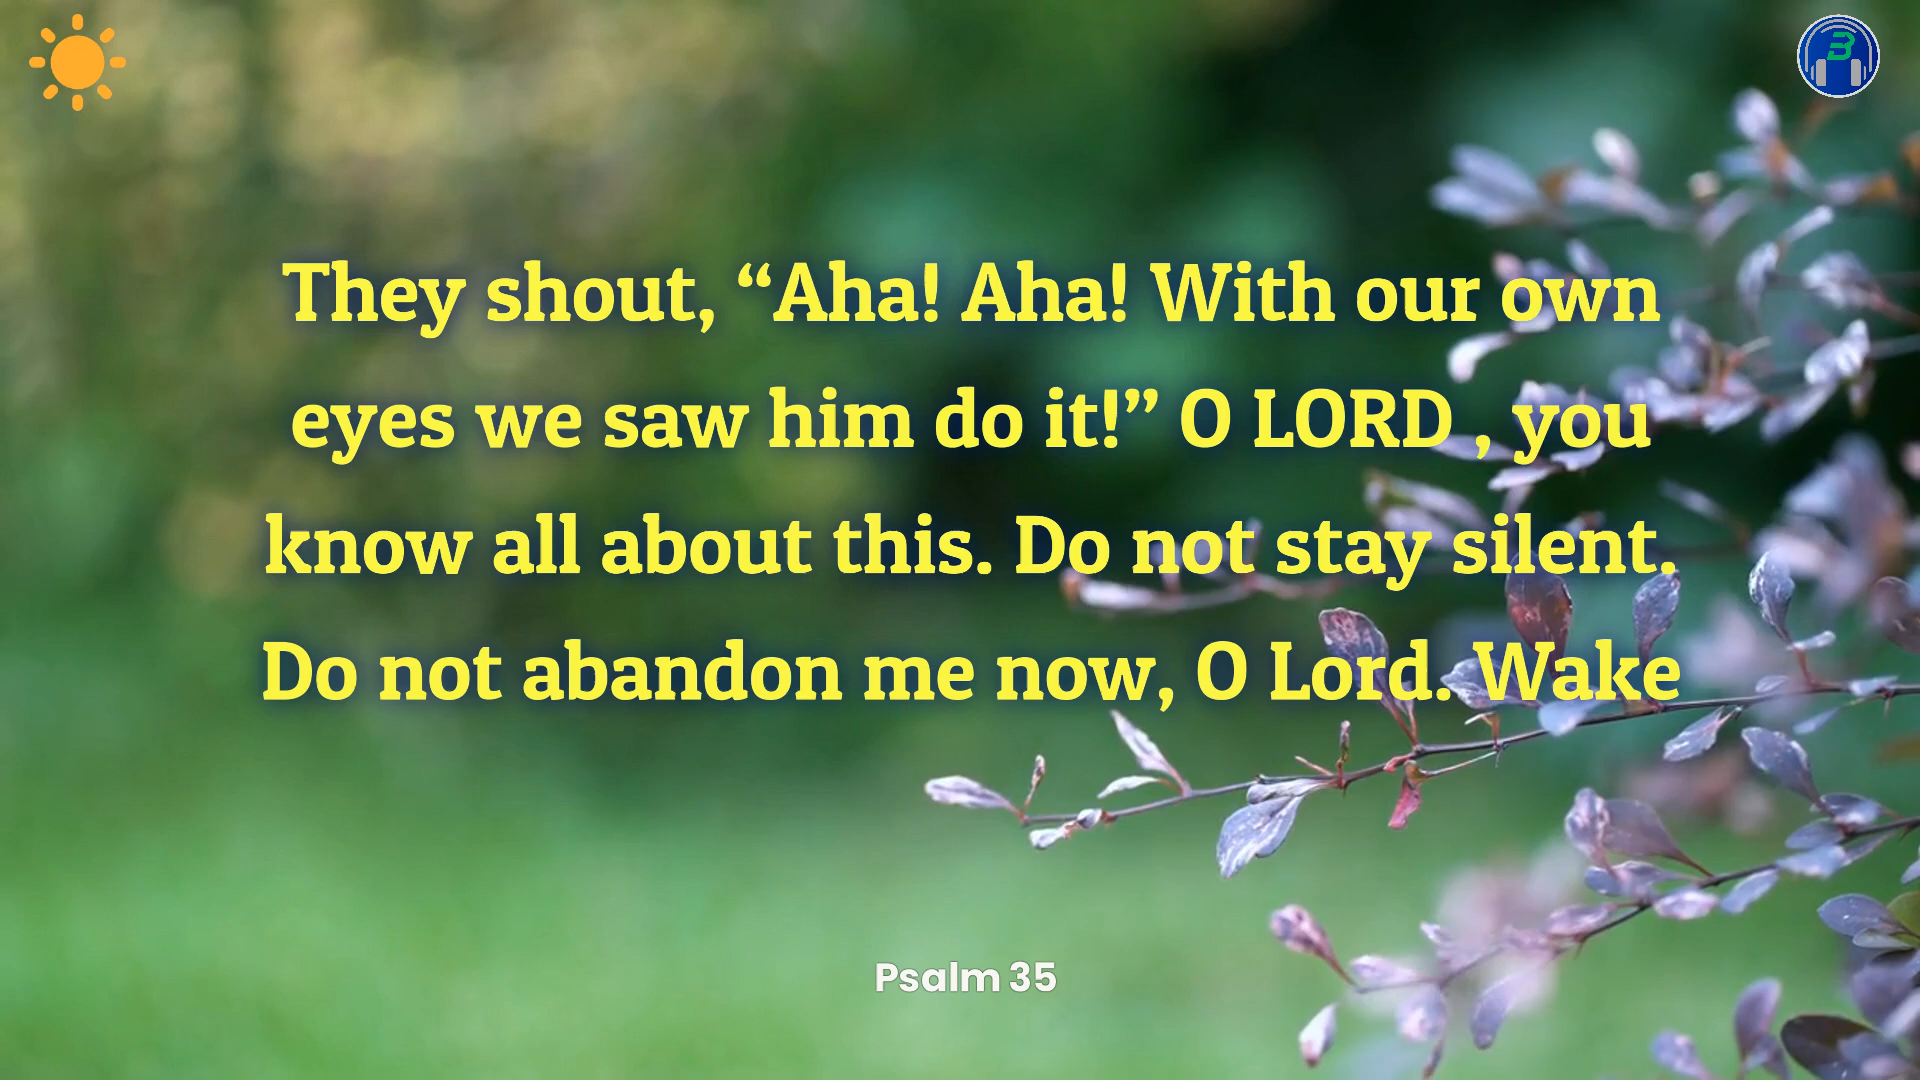 They shout, “Aha! Aha! With our own
eyes we saw him do it!” O LORD , you
know all about this. Do not stay silent.
Do not abandon me now, O Lord. Wake
Psalm 35
B